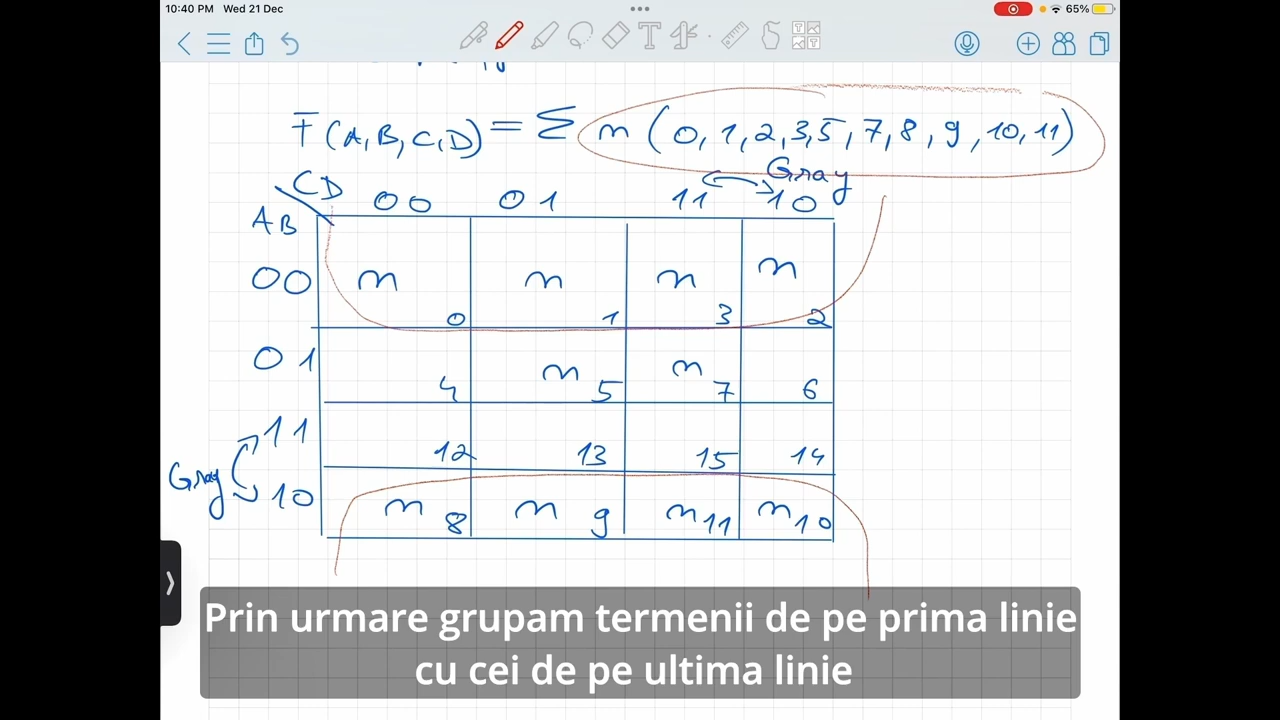 10:40 PM Wed 21 Dec
65%
F̅(A,B,C,D) = Σ m (0,1,2,3,5,7,8,9,10,11)
Gray
CD 00 01 11 10
AB
00 m 0 m 1 m 3 m 2
01 4 m 5 m 7 6
11 12 13 15 14
Gray
10 m 8 m 9 m 11 m 10
Prin urmare grupam termenii de pe prima linie
cu cei de pe ultima linie